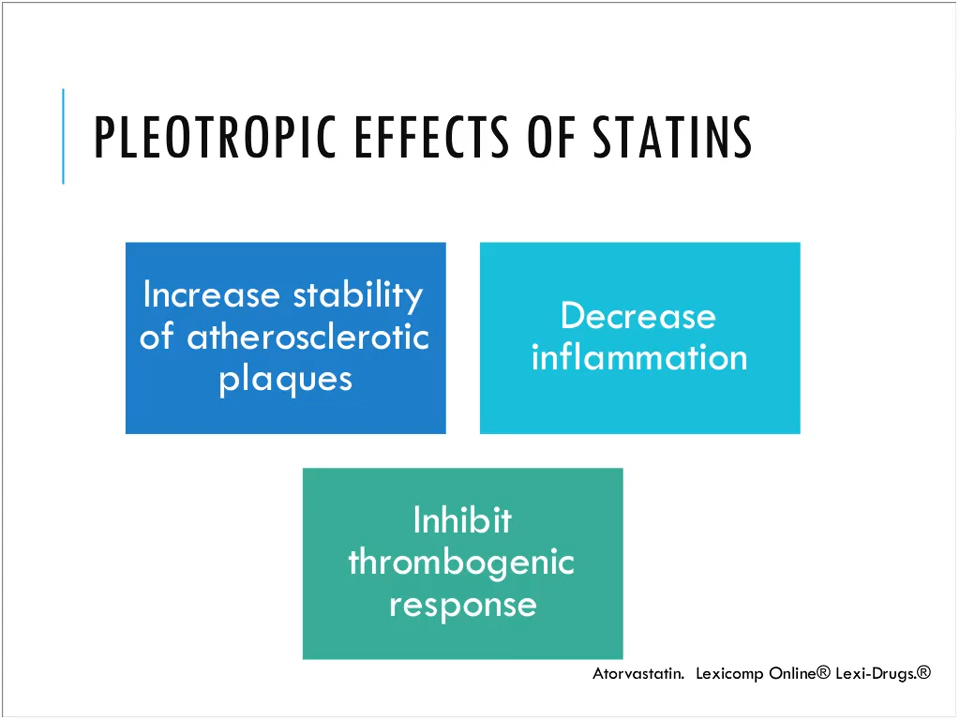 PLEOTROPIC EFFECTS OF STATINS
Increase stability
of atherosclerotic
plaques
Decrease
inflammation
Inhibit
thrombogenic
response
Atorvastatin. Lexicomp Online® Lexi-Drugs.®